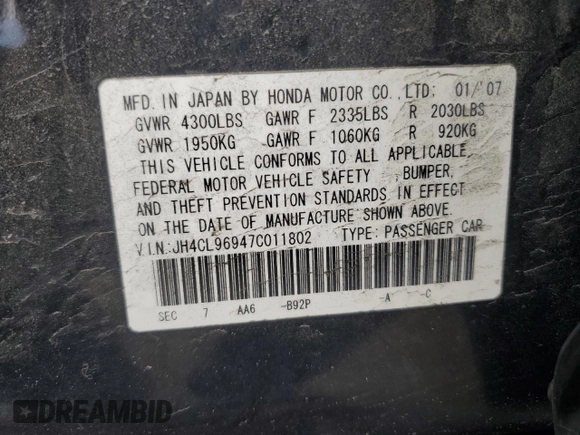 MFD. IN JAPAN BY HONDA MOTOR CO., LTD: 01/'07
GVWR 4300LBS GAWR F 2335LBS R 2030LBS
GVWR 1950KG GAWR F 1060KG R 920KG
THIS VEHICLE CONFORMS TO ALL APPLICABLE
FEDERAL MOTOR VEHICLE SAFETY , BUMPER,
AND THEFT PREVENTION STANDARDS IN EFFECT
ON THE DATE OF MANUFACTURE SHOWN ABOVE.
V.I.N.:JH4CL96947C011802 TYPE: PASSENGER CAR
SEC 7 AA6 -B92P -A -C
DREAMBID